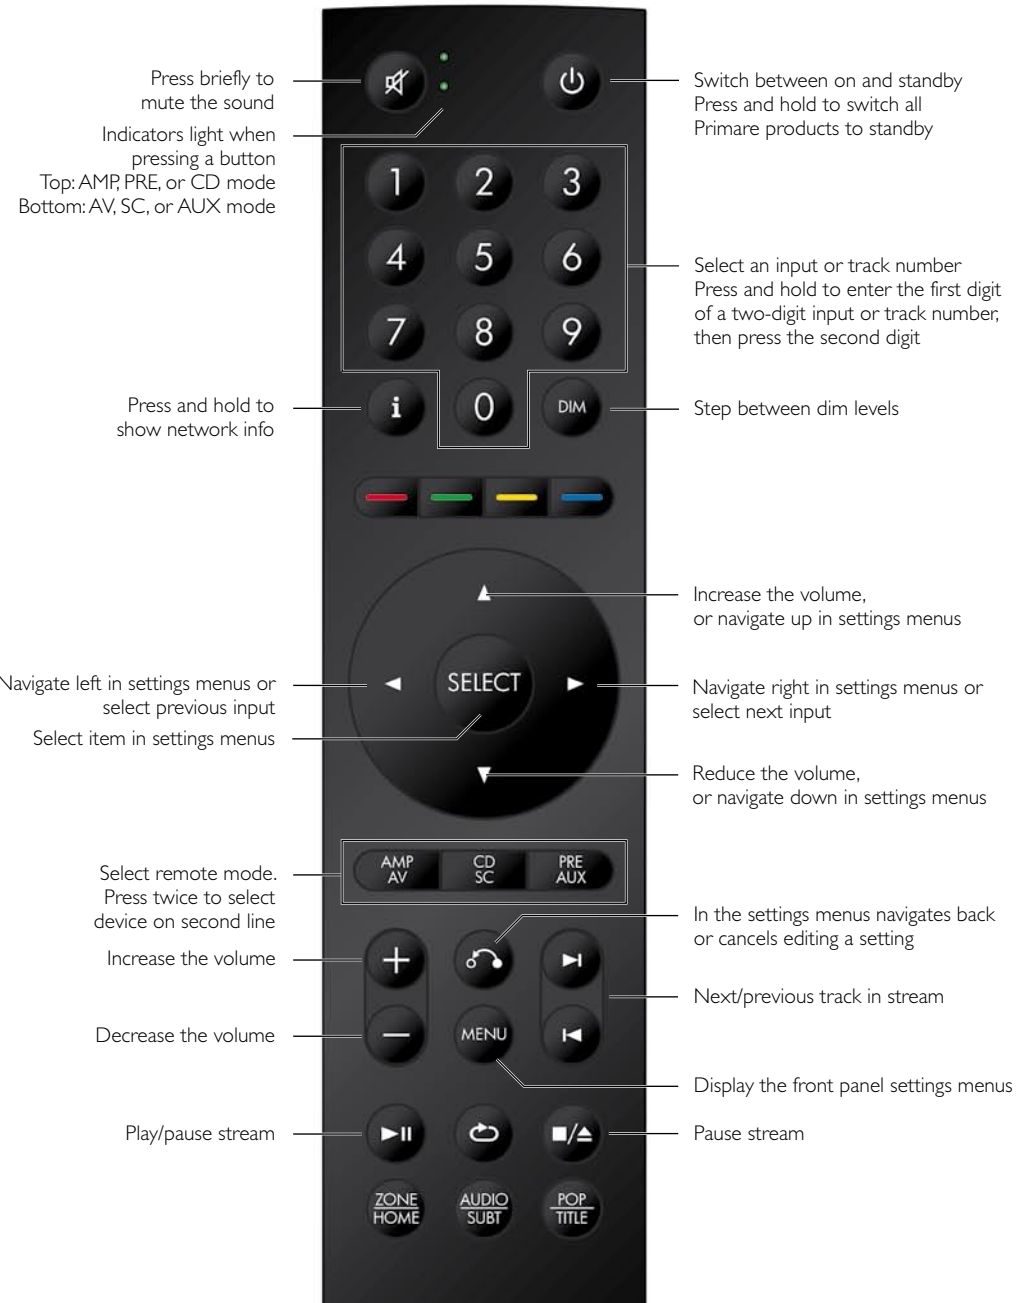 Press briefly to
mute the sound
Switch between on and standby
Press and hold to switch all
Primare products to standby
Indicators light when
pressing a button
Top: AMP, PRE, or CD mode
Bottom: AV, SC, or AUX mode
1 2 3
4 5 6
7 8 9
Select an input or track number
Press and hold to enter the first digit
of a two-digit input or track number,
then press the second digit
Press and hold to
show network info
i 0 DIM
Step between dim levels
Increase the volume,
or navigate up in settings menus
Navigate left in settings menus or
select previous input
SELECT
Navigate right in settings menus or
select next input
Select item in settings menus
Reduce the volume,
or navigate down in settings menus
Select remote mode.
Press twice to select
device on second line
AMP CD PRE
AV SC AUX
In the settings menus navigates back
or cancels editing a setting
Increase the volume
Next/previous track in stream
Decrease the volume
MENU
Display the front panel settings menus
Play/pause stream
Pause stream
ZONE AUDIO POP
HOME SUBT TITLE